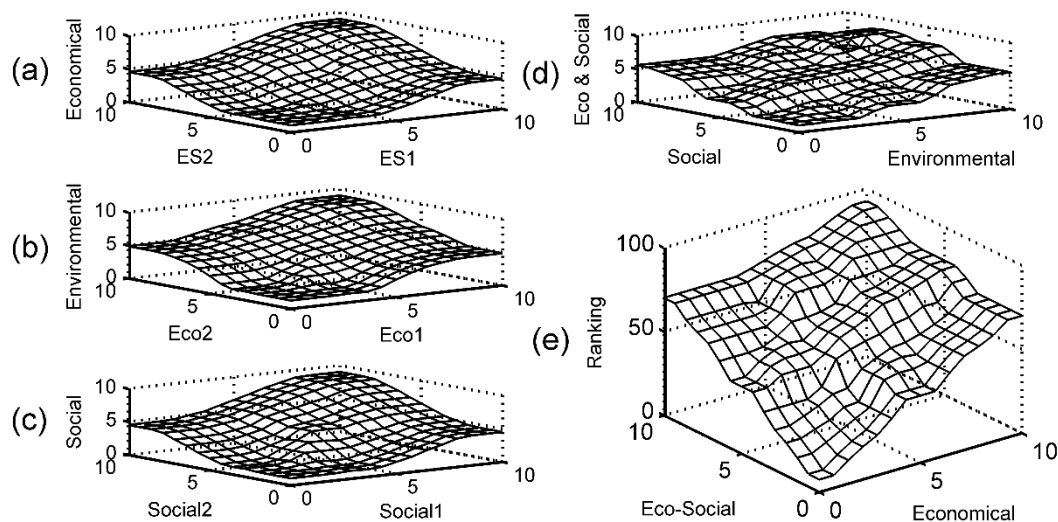 (a)
Economical
10
5
0
10
5
0
0
5
10
ES2
ES1
(b)
Environmental
10
5
0
10
5
0
0
5
10
Eco2
Eco1
(c)
Social
10
5
0
10
5
0
0
5
10
Social2
Social1
(d)
Eco & Social
10
5
0
10
5
0
0
5
10
Social
Environmental
(e)
Ranking
100
50
0
10
5
0
0
5
10
Eco-Social
Economical